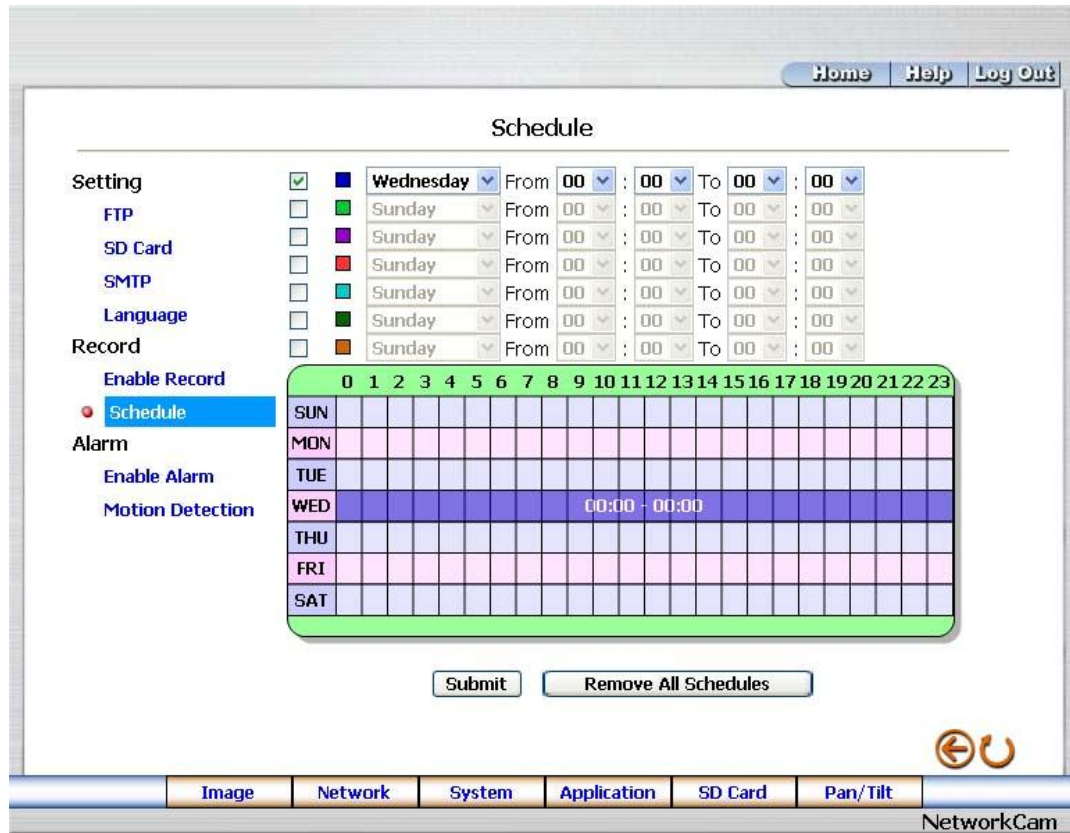 Home Help Log Out
Schedule
Setting
FTP
SD Card
SMTP
Language
Record
Enable Record
Schedule
Alarm
Enable Alarm
Motion Detection
Wednesday From 00 : 00 To 00 : 00
Sunday From 00 : 00 To 00 : 00
Sunday From 00 : 00 To 00 : 00
Sunday From 00 : 00 To 00 : 00
Sunday From 00 : 00 To 00 : 00
Sunday From 00 : 00 To 00 : 00
Sunday From 00 : 00 To 00 : 00
0 1 2 3 4 5 6 7 8 9 10 11 12 13 14 15 16 17 18 19 20 21 22 23
SUN
MON
TUE
WED 00:00 - 00:00
THU
FRI
SAT
Submit Remove All Schedules
Image Network System Application SD Card Pan/Tilt
NetworkCam